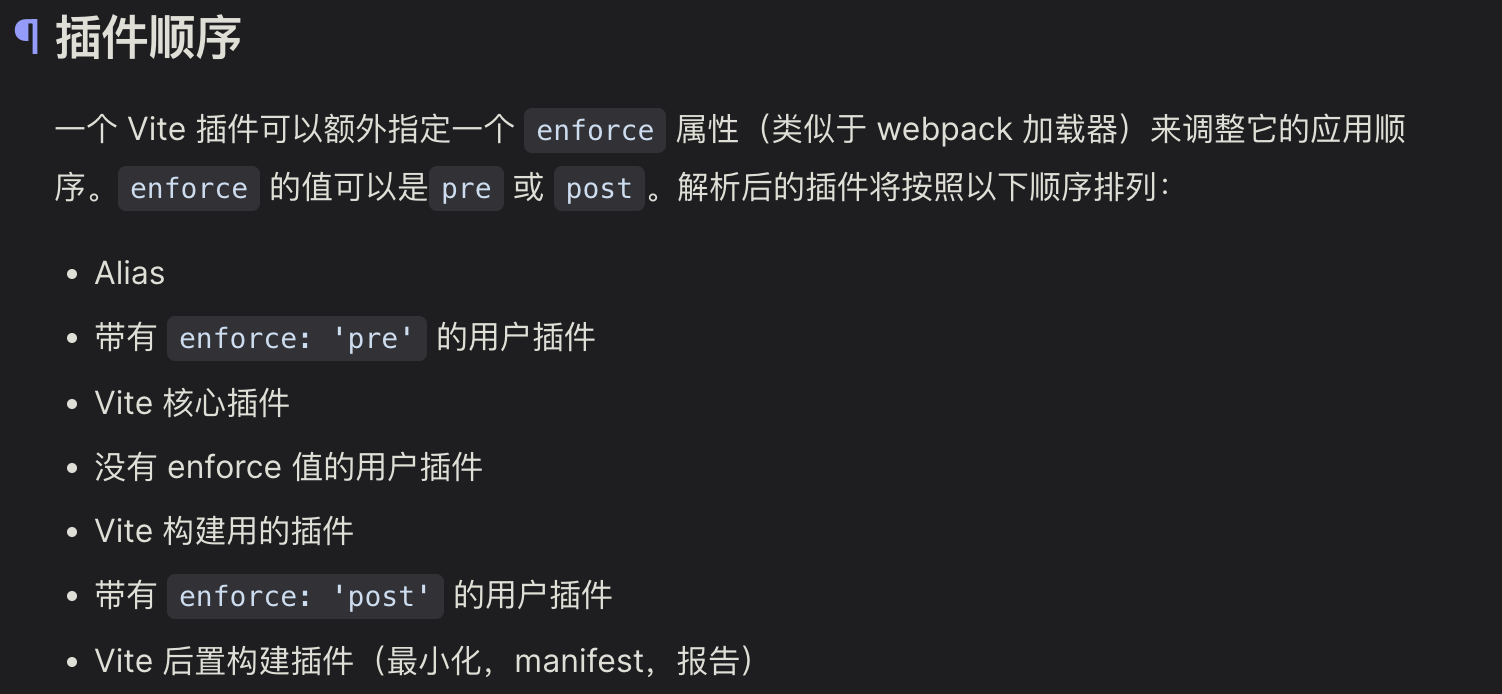 ¶ 插件顺序
一个 Vite 插件可以额外指定一个 enforce 属性（类似于 webpack 加载器）来调整它的应用顺
序。enforce 的值可以是 pre 或 post。解析后的插件将按照以下顺序排列：
• Alias
• 带有 enforce: 'pre' 的用户插件
• Vite 核心插件
• 没有 enforce 值的用户插件
• Vite 构建用的插件
• 带有 enforce: 'post' 的用户插件
• Vite 后置构建插件（最小化，manifest，报告）